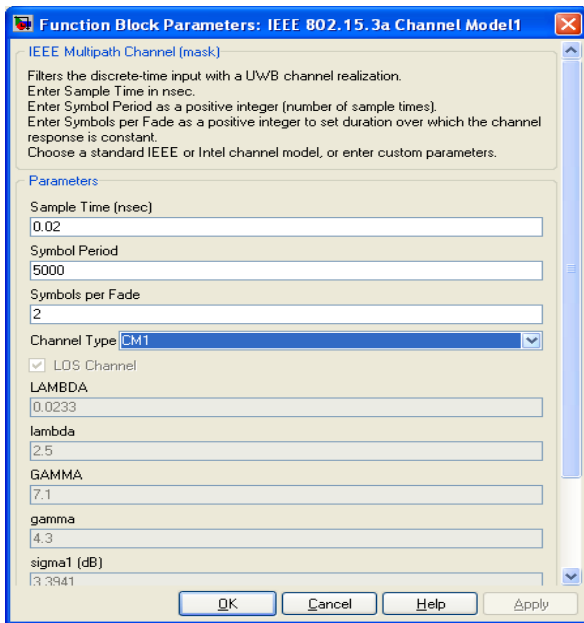 Function Block Parameters: IEEE 802.15.3a Channel Model1
IEEE Multipath Channel (mask)
Filters the discrete-time input with a UWB channel realization.
Enter Sample Time in nsec.
Enter Symbol Period as a positive integer (number of sample times).
Enter Symbols per Fade as a positive integer to set duration over which the channel
response is constant.
Choose a standard IEEE or Intel channel model, or enter custom parameters.
Parameters
Sample Time (nsec)
0.02
Symbol Period
5000
Symbols per Fade
2
Channel Type CM1
LOS Channel
LAMBDA
0.0233
lambda
2.5
GAMMA
7.1
gamma
4.3
sigma1 (dB)
3.3941
OK Cancel Help Apply